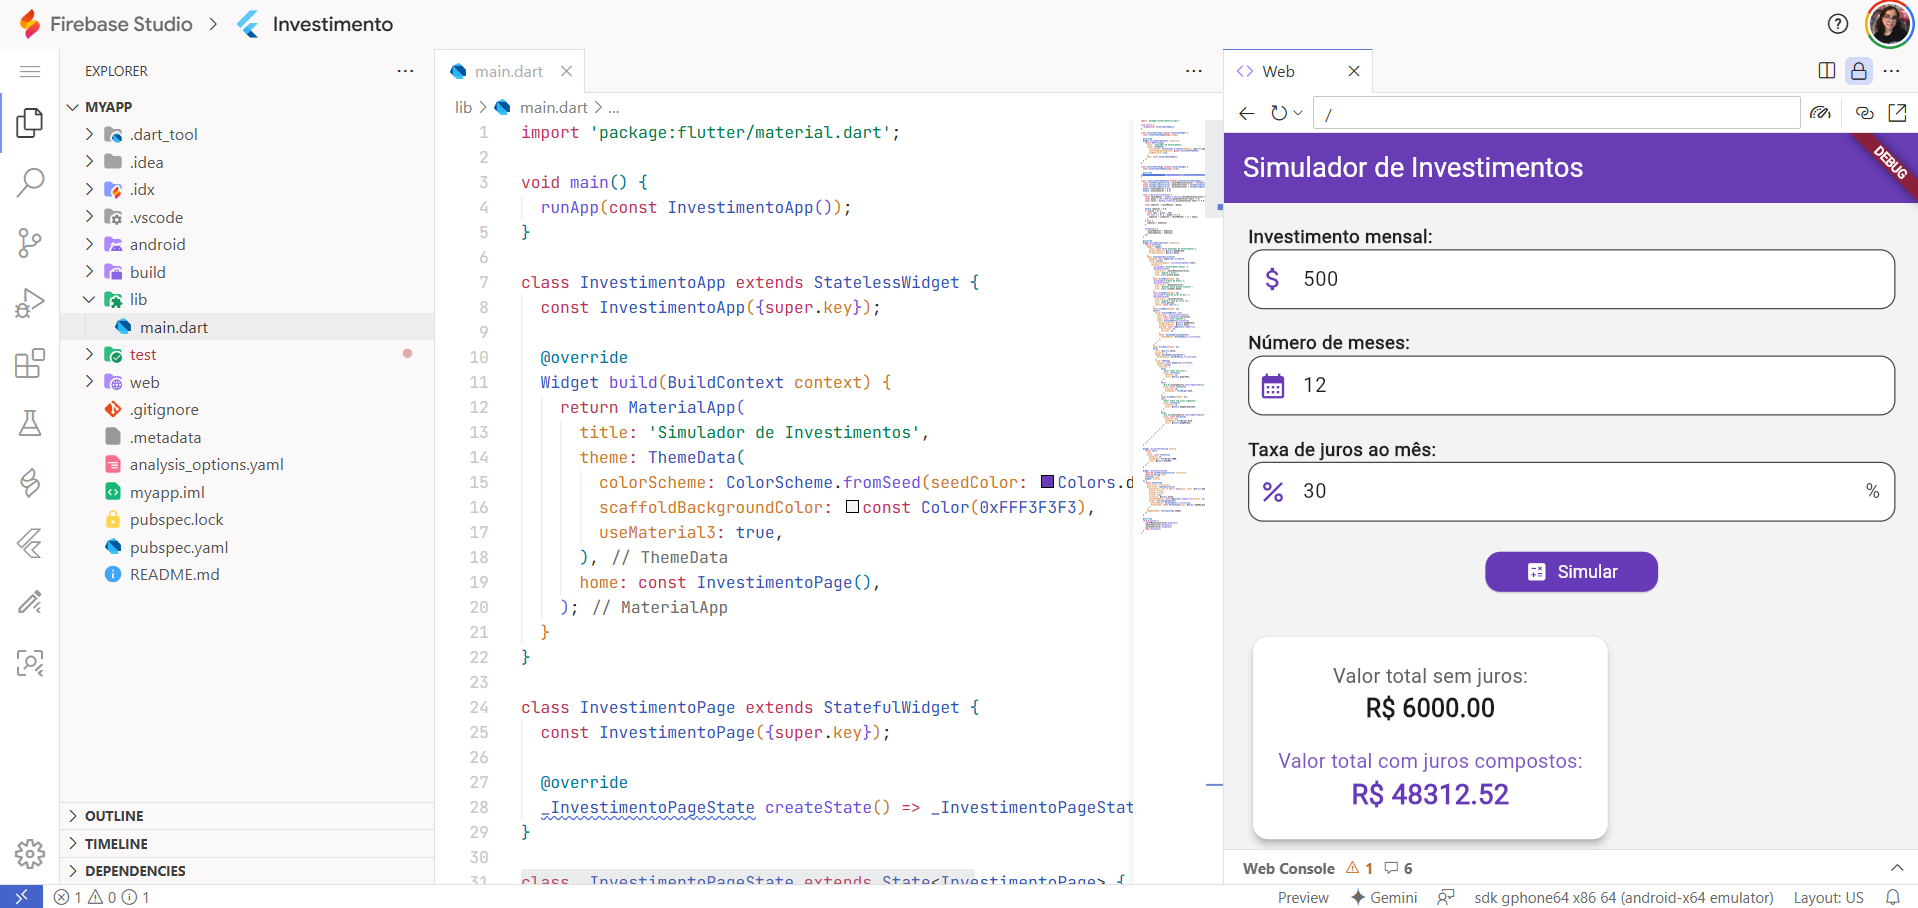 Firebase Studio > Investimento
EXPLORER
MYAPP
.dart_tool
.idea
.idx
.vscode
android
build
lib
main.dart
test
web
.gitignore
.metadata
analysis_options.yaml
myapp.iml
pubspec.lock
pubspec.yaml
README.md
OUTLINE
TIMELINE
DEPENDENCIES
main.dart
lib > main.dart > ...
1 import 'package:flutter/material.dart';
2
3 void main() {
4 runApp(const InvestimentoApp());
5 }
6
7 class InvestimentoApp extends StatelessWidget {
8 const InvestimentoApp({super.key});
9
10 @override
11 Widget build(BuildContext context) {
12 return MaterialApp(
13 title: 'Simulador de Investimentos',
14 theme: ThemeData(
15 colorScheme: ColorScheme.fromSeed(seedColor: Colors.d
16 scaffoldBackgroundColor: const Color(0xFFF3F3F3),
17 useMaterial3: true,
18 ), // ThemeData
19 home: const InvestimentoPage(),
20 ); // MaterialApp
21 }
22 }
23
24 class InvestimentoPage extends StatefulWidget {
25 const InvestimentoPage({super.key});
26
27 @override
28 _InvestimentoPageState createState() => _InvestimentoPageStat
29 }
30
31 class _InvestimentoPageState extends State<InvestimentoPage> {
Web
/
Simulador de Investimentos
DEBUG
Investimento mensal:
$ 500
Número de meses:
12
Taxa de juros ao mês:
% 30 %
Simular
Valor total sem juros:
R$ 6000.00
Valor total com juros compostos:
R$ 48312.52
Web Console 1 6
1 0 1
Preview Gemini sdk gphone64 x86 64 (android-x64 emulator) Layout: US